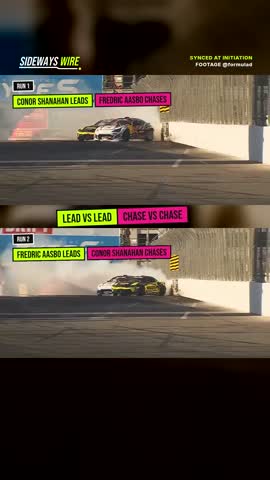 SIDEWAYS WIRE.
SYNCED AT INITIATION
FOOTAGE @formulad
RUN 1
CONOR SHANAHAN LEADS
FREDRIC AASBO CHASES
LEAD VS LEAD
CHASE VS CHASE
RUN 2
FREDRIC AASBO LEADS
CONOR SHANAHAN CHASES